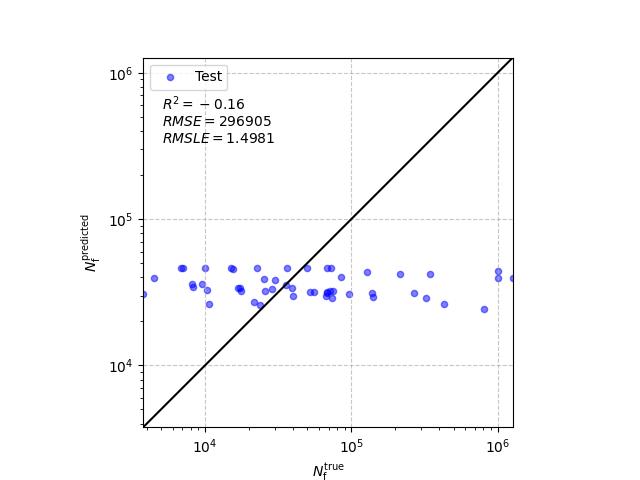 Test
R² = −0.16
RMSE = 296905
RMSLE = 1.4981
10⁶
10⁵
10⁴
N_f^predicted
10⁴ 10⁵ 10⁶
N_f^true